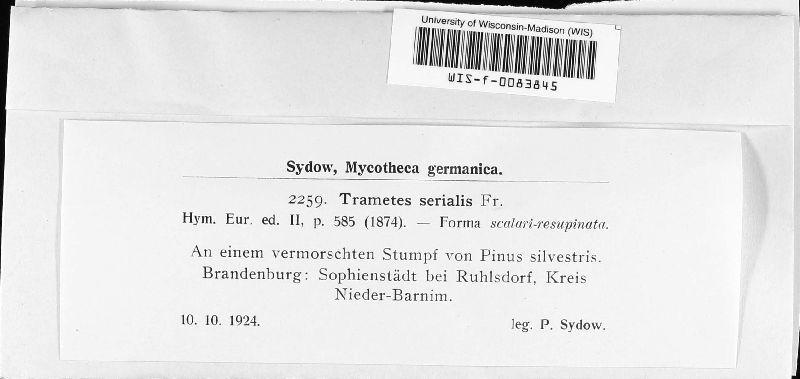 University of Wisconsin-Madison (WIS)
WIS-f-0083845
Sydow, Mycotheca germanica.
2259. Trametes serialis Fr.
Hym. Eur. ed. II, p. 585 (1874). — Forma scalari-resupinata.
An einem vermorschten Stumpf von Pinus silvestris.
Brandenburg: Sophienstädt bei Ruhlsdorf, Kreis
Nieder-Barnim.
10. 10. 1924. leg. P. Sydow.